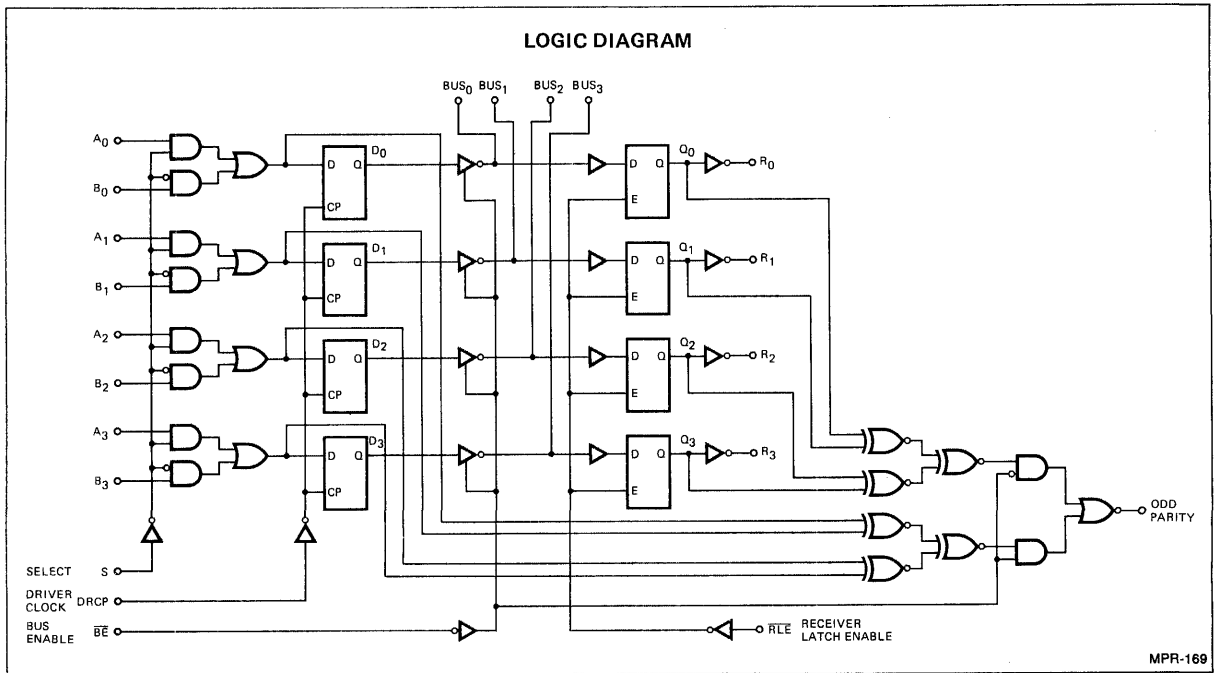 LOGIC DIAGRAM
BUS0 BUS1 BUS2 BUS3
A0
B0
D Q
CP
D0
D Q
E
Q0
R0
A1
B1
D Q
CP
D1
D Q
E
Q1
R1
A2
B2
D Q
CP
D2
D Q
E
Q2
R2
A3
B3
D Q
CP
D3
D Q
E
Q3
R3
ODD
PARITY
SELECT S
DRIVER
CLOCK DRCP
BUS
ENABLE B̅E̅
R̅L̅E̅ RECEIVER
LATCH ENABLE
MPR-169